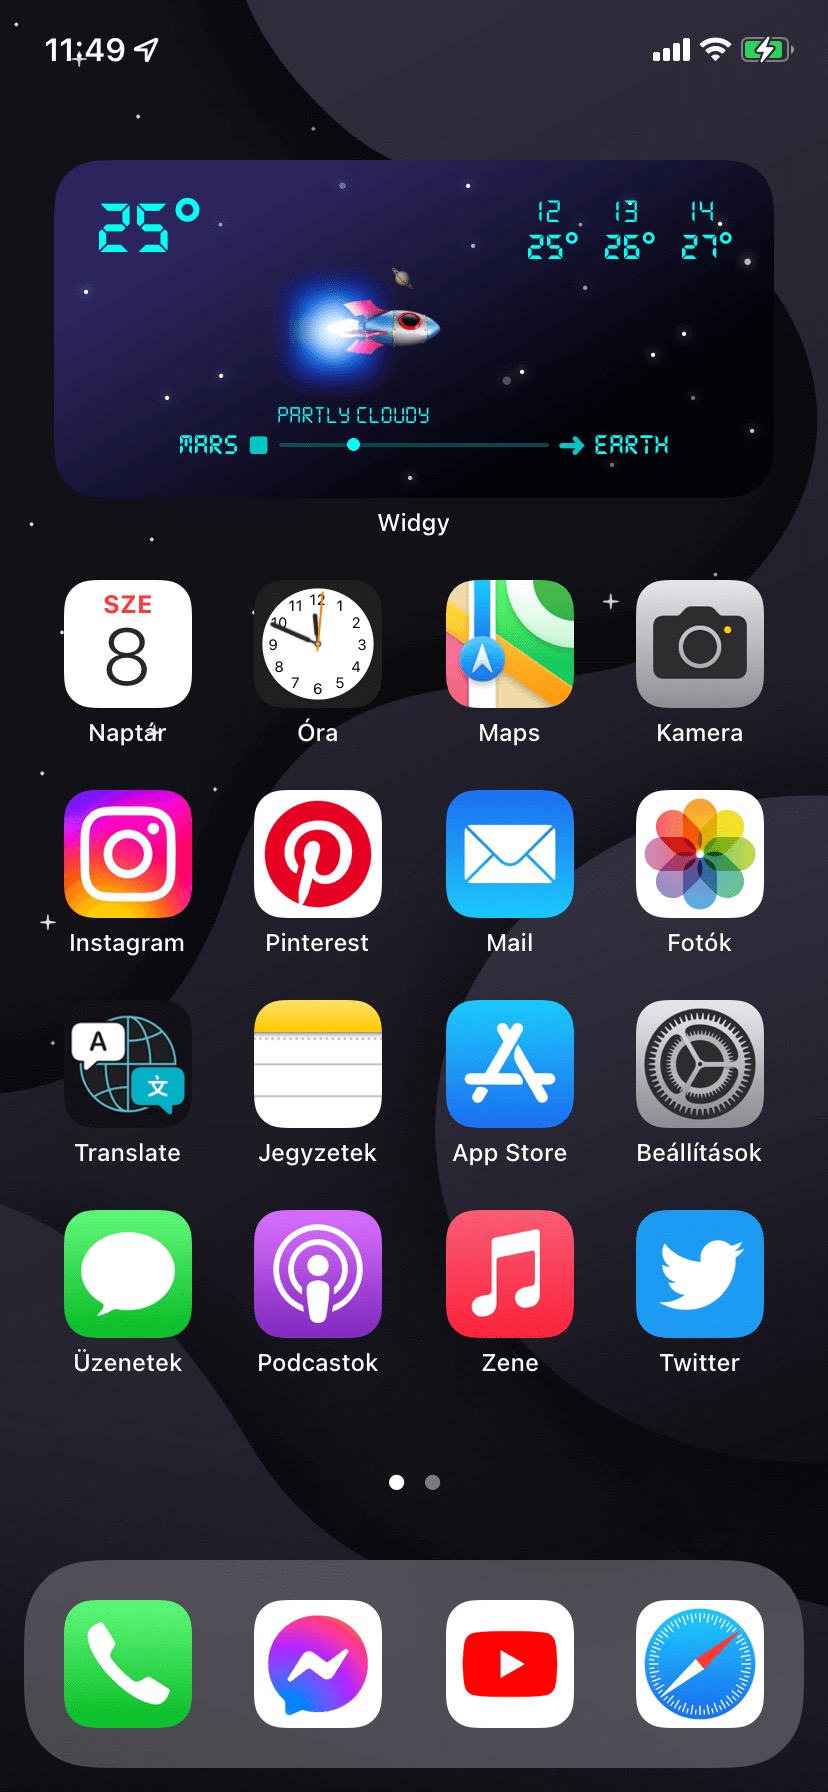 11:49
25°
12 13 14
25° 26° 27°
PARTLY CLOUDY
MARS EARTH
Widgy
SZE
8
11 12 1
10 2
9 3
8 4
7 6 5
Naptár Óra Maps Kamera
Instagram Pinterest Mail Fotók
A
文
Translate Jegyzetek App Store Beállítások
Üzenetek Podcastok Zene Twitter